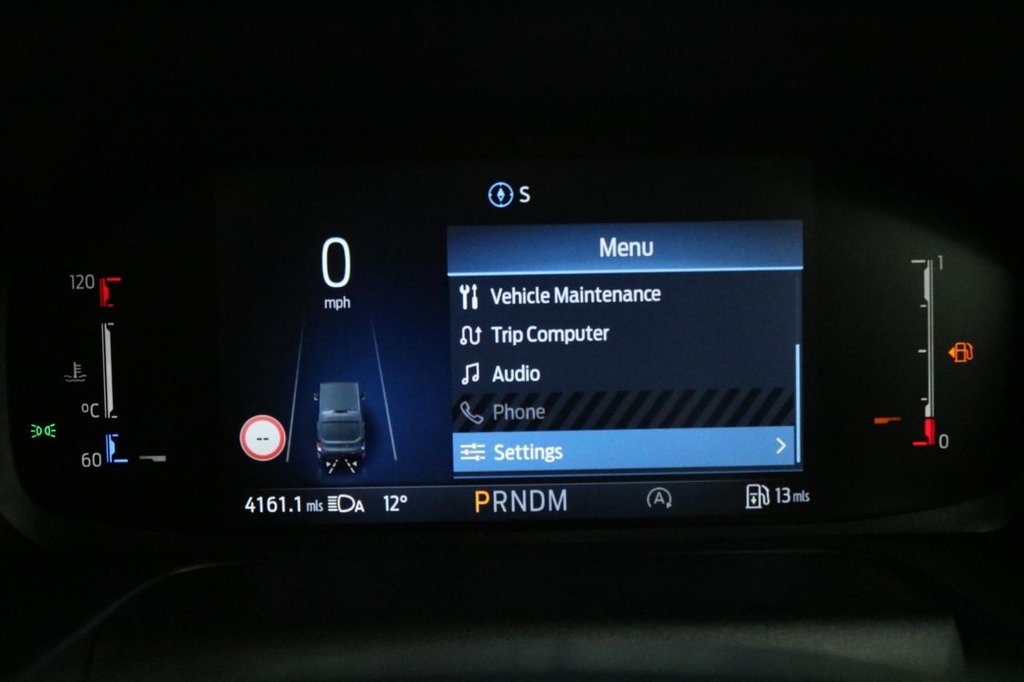 S
0
mph
Menu
Vehicle Maintenance
Trip Computer
Audio
Phone
Settings
120
°C
60
1
0
--
4161.1 mls A 12° PRNDM A 13 mls